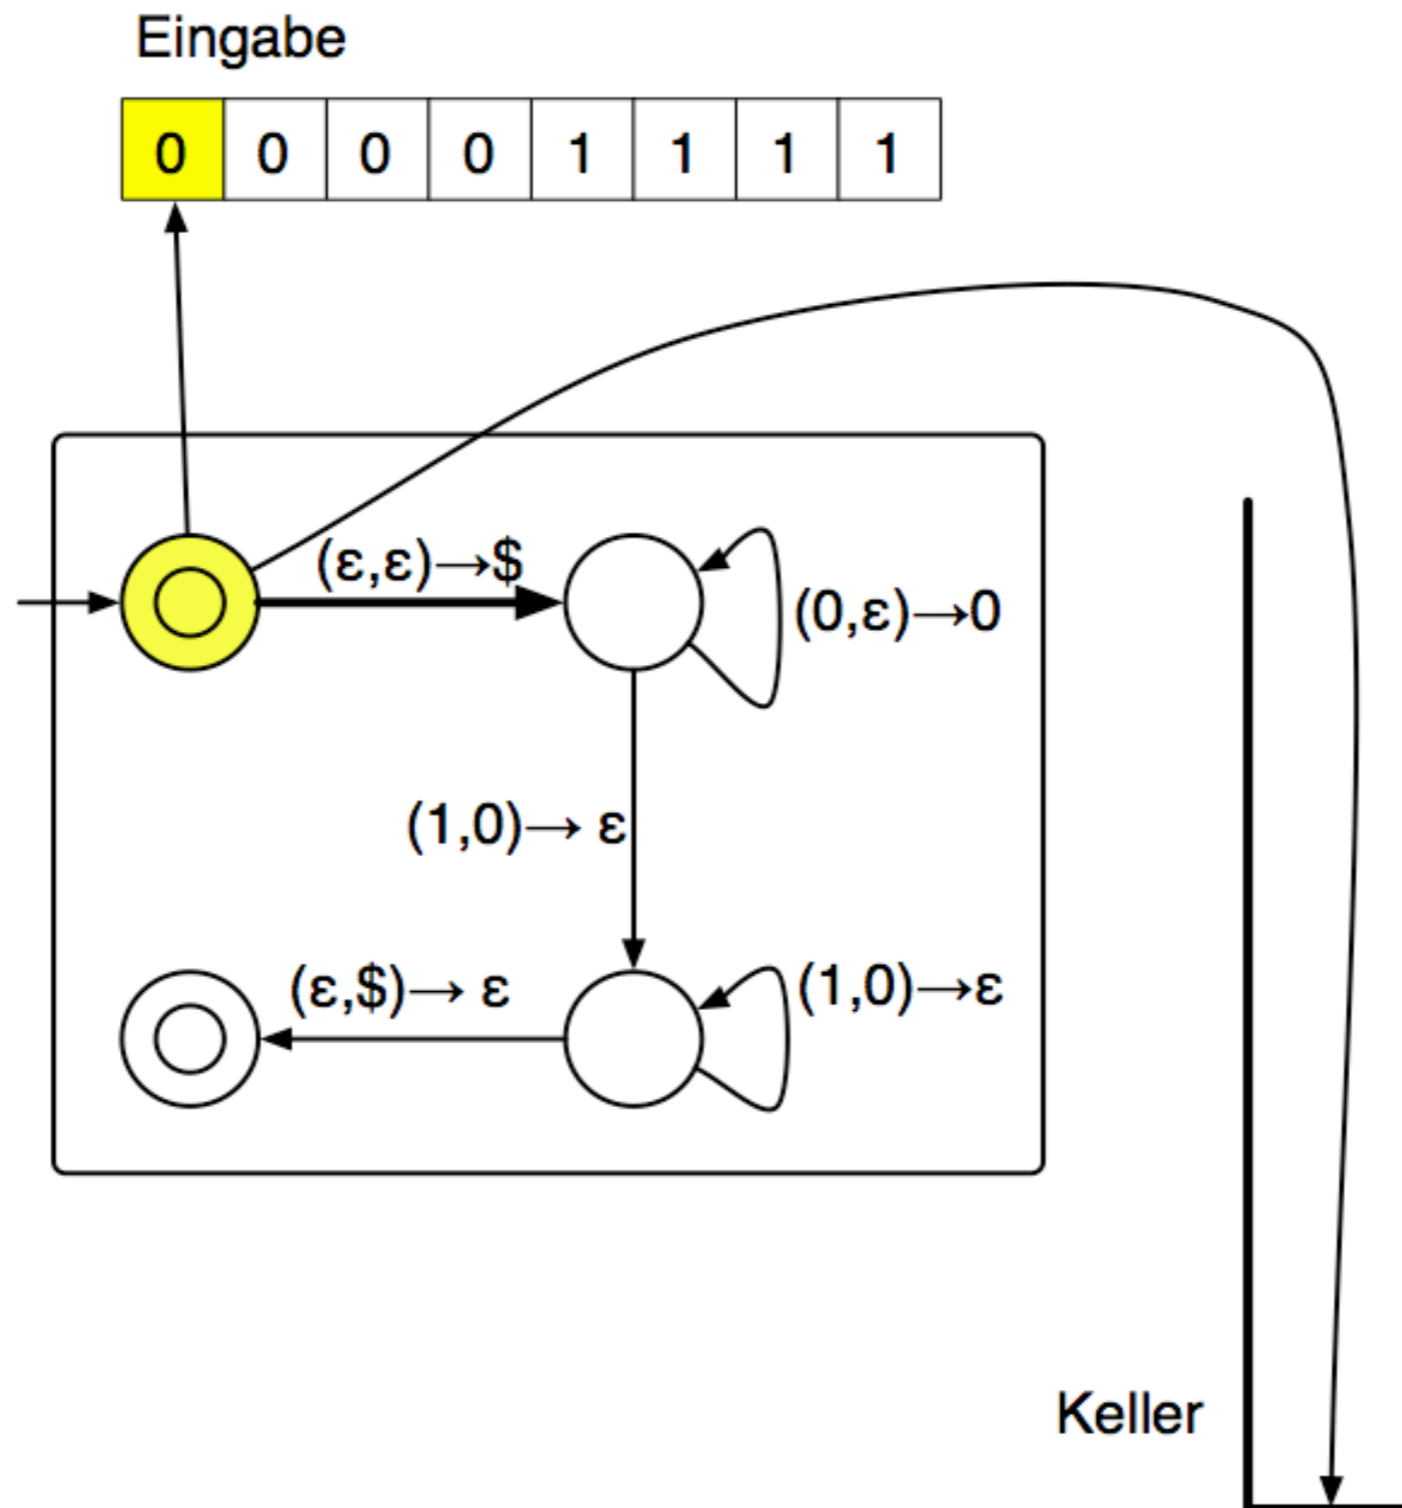 Eingabe
0 0 0 0 1 1 1 1
(ε,ε)→$
(0,ε)→0
(1,0)→ ε
(ε,$)→ ε
(1,0)→ε
Keller